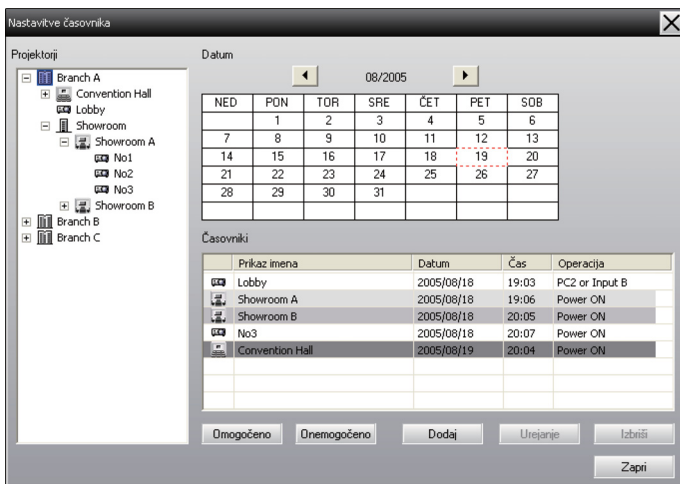 Nastavitve časovnika
Projektorji
Branch A
Convention Hall
Lobby
Showroom
Showroom A
No1
No2
No3
Showroom B
Branch B
Branch C
Datum
08/2005
NED PON TOR SRE ČET PET SOB
1 2 3 4 5 6
7 8 9 10 11 12 13
14 15 16 17 18 19 20
21 22 23 24 25 26 27
28 29 30 31
Časovniki
Prikaz imena Datum Čas Operacija
Lobby 2005/08/18 19:03 PC2 or Input B
Showroom A 2005/08/18 19:06 Power ON
Showroom B 2005/08/18 20:05 Power ON
No3 2005/08/18 20:07 Power ON
Convention Hall 2005/08/19 20:04 Power ON
Omogočeno Onemogočeno Dodaj Urejanje Izbriši
Zapri